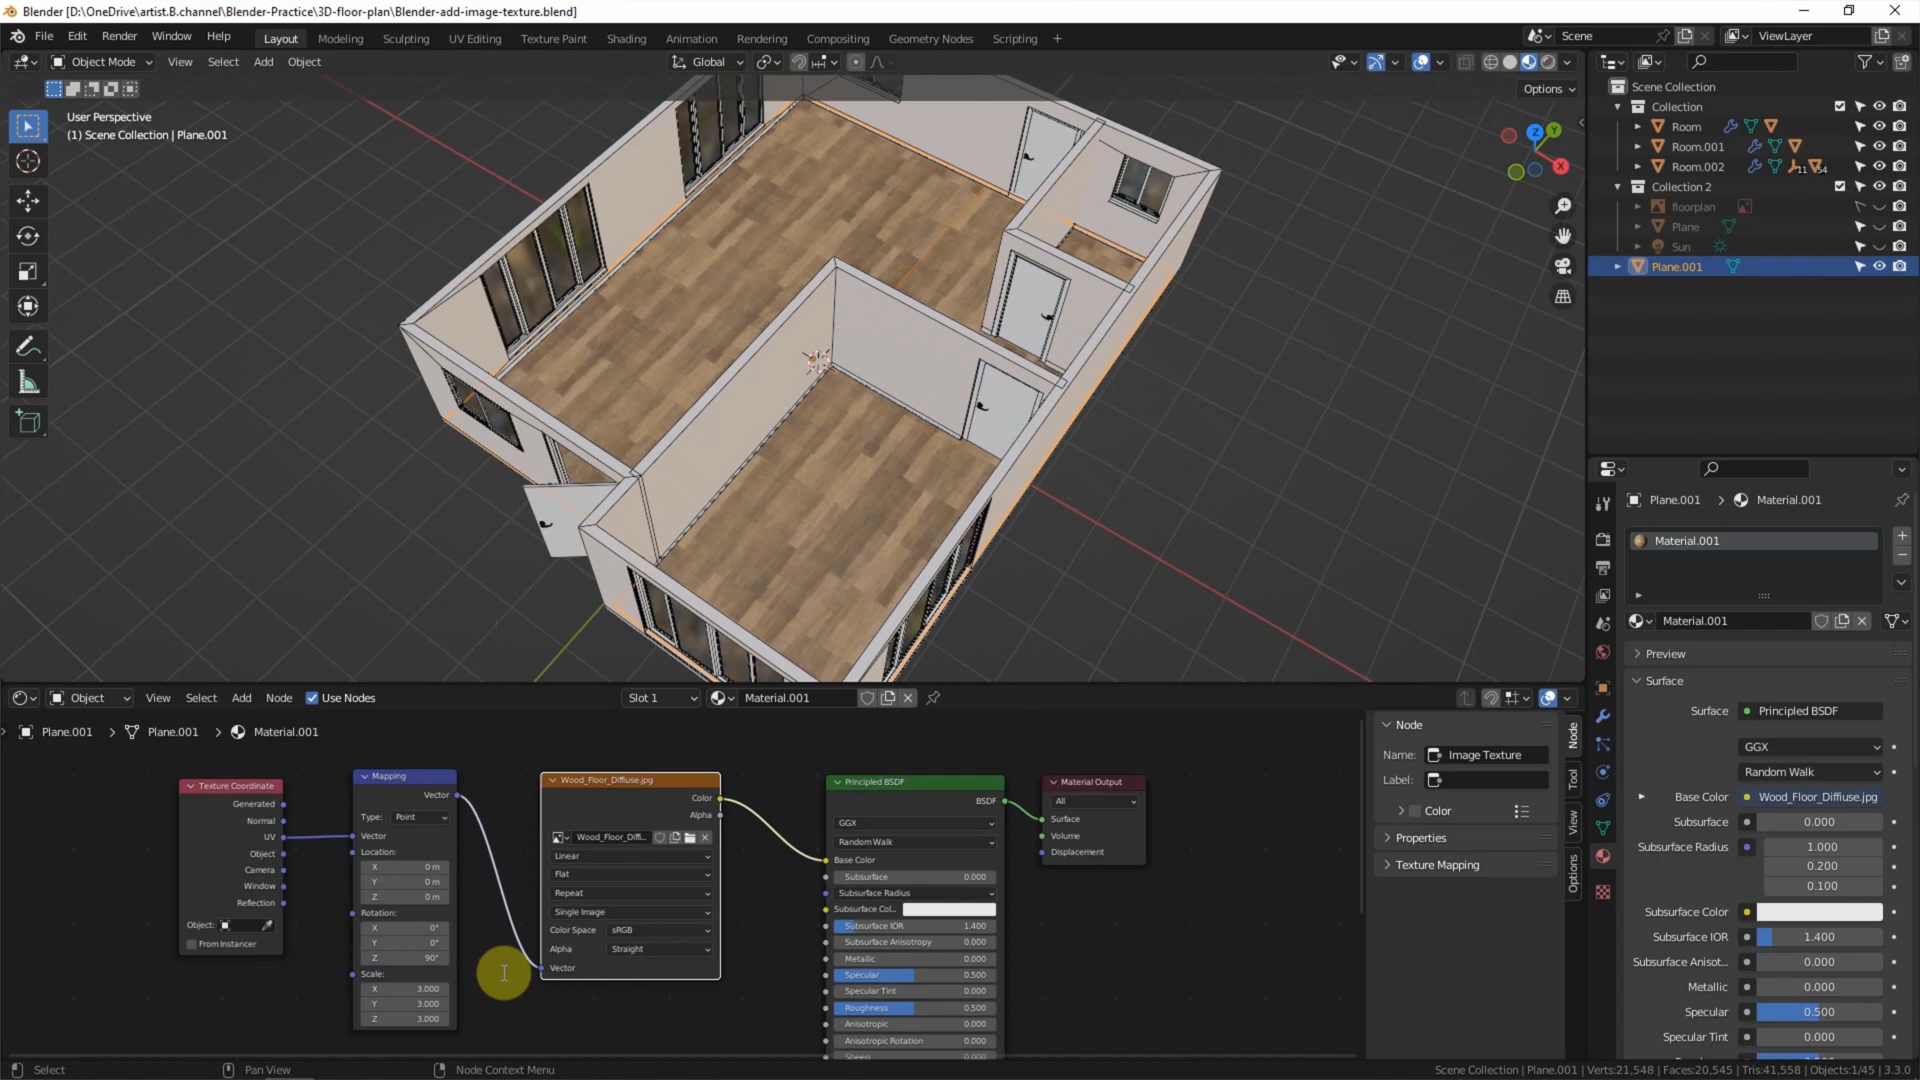 Blender [D:\OneDrive\artist.B.channel\Blender-Practice\3D-floor-plan\Blender-add-image-texture.blend]
File Edit Render Window Help Layout Modeling Sculpting UV Editing Texture Paint Shading Animation Rendering Compositing Geometry Nodes Scripting + Scene ViewLayer
Object Mode View Select Add Object Global
Options
User Perspective
(1) Scene Collection | Plane.001
Z
Y
X
Scene Collection
Collection
Room
Room.001
Room.002 11 54
Collection 2
floorplan
Plane
Sun
Plane.001
Plane.001 > Material.001
Material.001
Material.001
Preview
Surface
Surface Principled BSDF
GGX
Random Walk
Base Color Wood_Floor_Diffuse.jpg
Subsurface 0.000
Subsurface Radius 1.000
0.200
0.100
Subsurface Color
Subsurface IOR 1.400
Subsurface Anisot... 0.000
Metallic 0.000
Specular 0.500
Specular Tint 0.000
Object View Select Add Node Use Nodes Slot 1 Material.001
Plane.001 > Plane.001 > Material.001
Texture Coordinate
Generated
Normal
UV
Object
Camera
Window
Reflection
Object:
From Instancer
Mapping
Vector
Type: Point
Vector
Location:
X 0 m
Y 0 m
Z 0 m
Rotation:
X 0°
Y 0°
Z 90°
Scale:
X 3.000
Y 3.000
Z 3.000
Wood_Floor_Diffuse.jpg
Color
Alpha
Wood_Floor_Diff...
Linear
Flat
Repeat
Single Image
Color Space sRGB
Alpha Straight
Vector
Principled BSDF
BSDF
GGX
Random Walk
Base Color
Subsurface 0.000
Subsurface Radius
Subsurface Col...
Subsurface IOR 1.400
Subsurface Anisotropy 0.000
Metallic 0.000
Specular 0.500
Specular Tint 0.000
Roughness 0.500
Anisotropic 0.000
Anisotropic Rotation 0.000
Sheen 0.000
Material Output
All
Surface
Volume
Displacement
Node
Name: Image Texture
Label:
Color
Properties
Texture Mapping
Node
Tool
View
Options
Select Pan View Node Context Menu Scene Collection | Plane.001 | Verts:21,548 | Faces:20,545 | Tris:41,558 | Objects:1/45 | 3.3.0